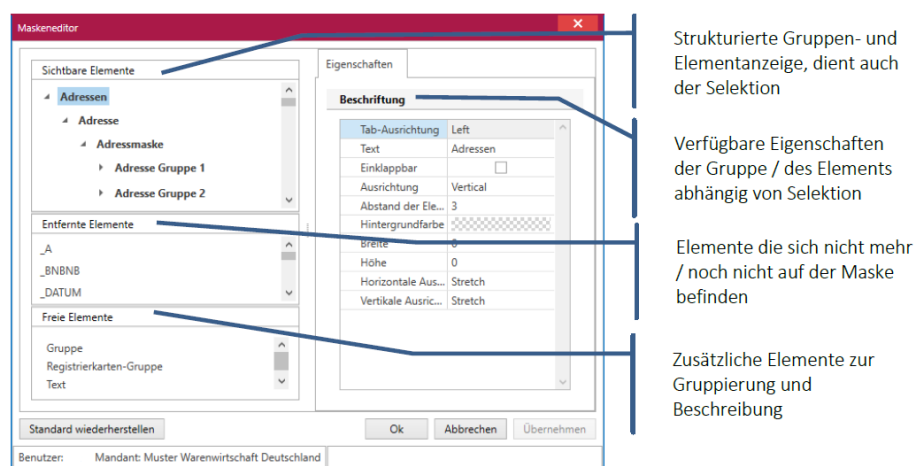 Maskeneditor
Sichtbare Elemente
Adressen
Adresse
Adressmaske
Adresse Gruppe 1
Adresse Gruppe 2
Entfernte Elemente
_A
_BNBNB
_DATUM
Freie Elemente
Gruppe
Registrierkarten-Gruppe
Text
Eigenschaften
Beschriftung
Tab-Ausrichtung Left
Text Adressen
Einklappbar
Ausrichtung Vertical
Abstand der Ele... 3
Hintergrundfarbe
Breite 0
Höhe 0
Horizontale Aus... Stretch
Vertikale Ausric... Stretch
Standard wiederherstellen
Ok Abbrechen Übernehmen
Benutzer: Mandant: Muster Warenwirtschaft Deutschland
Strukturierte Gruppen- und
Elementanzeige, dient auch
der Selektion
Verfügbare Eigenschaften
der Gruppe / des Elements
abhängig von Selektion
Elemente die sich nicht mehr
/ noch nicht auf der Maske
befinden
Zusätzliche Elemente zur
Gruppierung und
Beschreibung